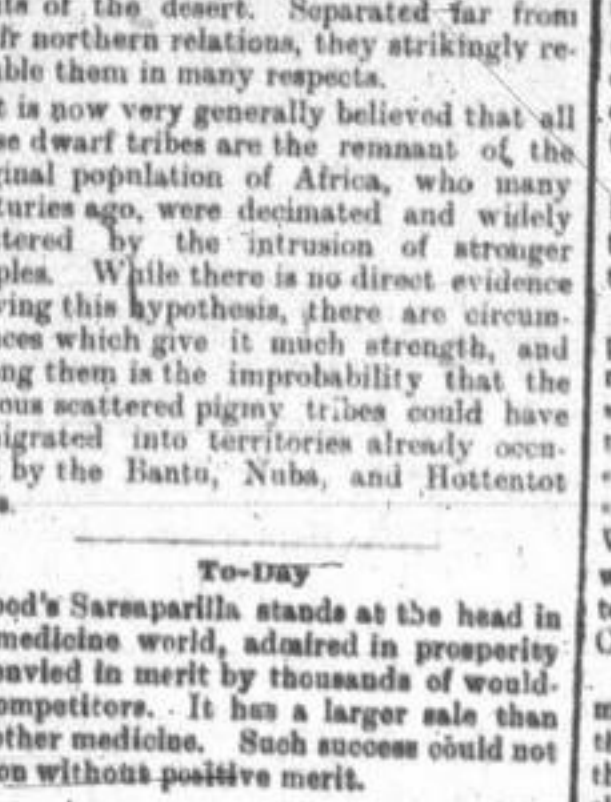 of the desert. Separated far from
northern relations, they strikingly re-
able them in many respects.
t is now very generally believed that all
se dwarf tribes are the remnant of the
ginal population of Africa, who many
turies ago, were decimated and widely
tered by the intrusion of stronger
ples. While there is no direct evidence
ving this hypothesis, there are circum-
ces which give it much strength, and
ng them is the improbability that the
ous scattered pigmy tribes could have
igrated into territories already occu-
by the Bantu, Nuba, and Hottentot
s.
To-Day
ood's Sarsaparilla stands at the head in
medicine world, admired in prosperity
envied in merit by thousands of would-
ompetitors. It has a larger sale than
other medicine. Such success could not
on without positive merit.